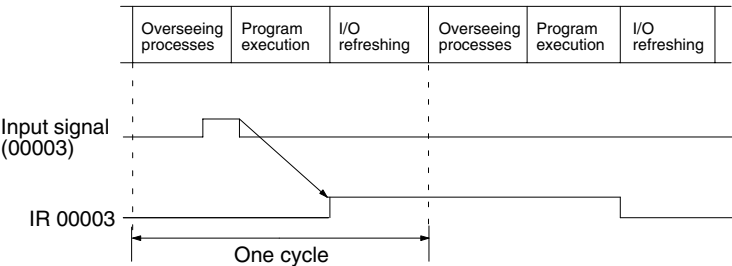 Overseeing processes
Program execution
I/O refreshing
Overseeing processes
Program execution
I/O refreshing
Input signal
(00003)
IR 00003
One cycle